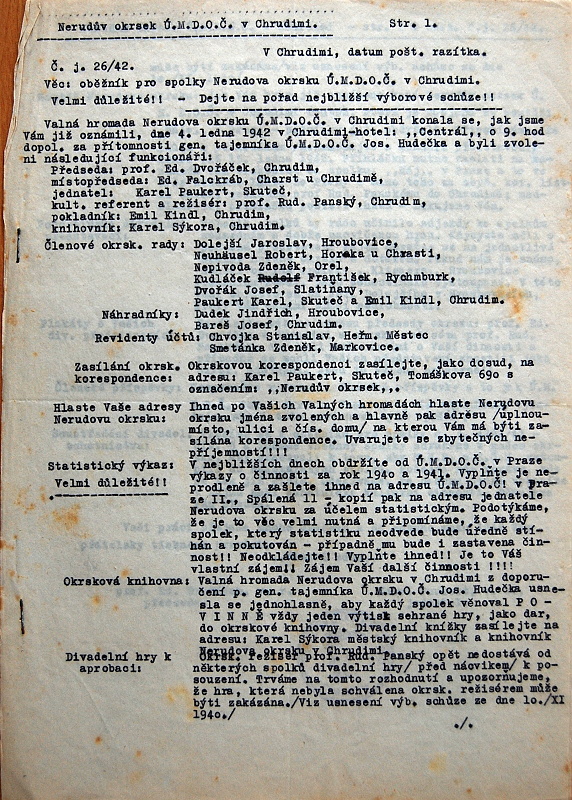 Nerudův okrsek Ú.M.D.O.Č. v Chrudimi. Str. 1.
V Chrudimi, datum pošt. razítka.
Č. j. 26/42.
Věc: oběžník pro spolky Nerudova okrsku Ú.M.D.O.Č. v Chrudimi.
Velmi důležité!! - Dejte na pořad nejbližší výborové schůze!!
Valná hromada Nerudova okrsku Ú.M.D.O.Č. v Chrudimi konala se, jak jsme
Vám již oznámili, dne 4. ledna 1942 v Chrudimi-hotel: ,,Centrál,, o 9. hod
dopol. za přítomnosti gen. tajemníka Ú.M.D.O.Č. Jos. Hudečka a byli zvole-
ni následující funkcionáři:
Předseda: prof. Ed. Dvořáček, Chrudim,
místopředseda: Ed. Falckráb, Charst u Chrudimě,
jednatel: Karel Paukert, Skuteč,
kult. referent a režisér: prof. Rud. Panský, Chrudim,
pokladník: Emil Kindl, Chrudim,
knihovník: Karel Sýkora, Chrudim.
Členové okrsk. rady: Dolejší Jaroslav, Hroubovice,
Neuhäusel Robert, Horaka u Chrasti,
Nepivoda Zdeněk, Orel,
Kudláček Rudolf František, Rychmburk,
Dvořák Josef, Slatiňany,
Paukert Karel, Skuteč a Emil Kindl, Chrudim.
Náhradníky: Dudek Jindřich, Hroubovice,
Bareš Josef, Chrudim.
Revidenty účtů: Chvojka Stanislav, Heřm. Městec
Smetánka Zdeněk, Markovice.
Zasílání okrsk. Okrskovou korespondenci zasílejte, jako dosud, na
korespondence: adresu: Karel Paukert, Skuteč, Tomáškova 690 s
označením: ,,Nerudův okrsek,,.
Hlaste Vaše adresy Ihned po Vašich Valných hromadách hlaste Nerudovu
Nerudovu okrsku: okrsku jména zvolených a hlavně pak adrěsu /úplnou-
místo, ulici a čís. domu/ na kterou Vám má býti za-
sílána korespondence. Uvarujete se zbytečných ne-
příjemností!!!
Statistický výkaz: V nejbližších dnech obdržíte od Ú.M.D.O.Č. v Praze
Velmi důležité!! výkazy o činnosti za rok 1940 a 1941. Vyplňte je ne-
prodleně a zašlete ihned na adresu Ú.M.D.O.Č! v Pra-
ze II., Spálená 11 - kopií pak na adresu jednatele
Nerudova okrsku za účelem statistickým. Podotýkáme,
že je to věc velmi nutná a připomínáme, že každý
spolek, který statistiku neodvede bude úředně stí-
hán a pokutován - případně mu bude i zastavena čin-
nost!! Neodkládejte!! Vyplňte ihned!! Je to Váš
vlastní zájem!! Zájem Vaší další činnosti !!!!
Okrsková knihovna: Valná hromada Nerudova okrsku v Chrudimi z doporu-
čení p. gen. tajemníka Ú.M.D.O.Č. Jos. Hudečka usne-
sla se jednohlasně, aby každý spolek věnoval P O -
V I N N Ě vždy jeden výtisk sehrané hry, jako dar,
do okrskové knihovny. Divadelní knížky zasílejte na
adresu: Karel Sýkora městský knihovník a knihovník
Nerudova okrsku v Chrudimi.
Divadelní hry k Okrsk. režisér prof. Rud. Panský opět nedostává od
aprobaci: některých spolků divadelní hry/ před nácvikem/ k po-
souzení. Trváme na tomto rozhodnutí a upozorňujeme,
že hra, která nebyla schválena okrsk. režisérem může
býti zakázána./Viz usnesení výb. schůze ze dne 10./XI
1940./
./.